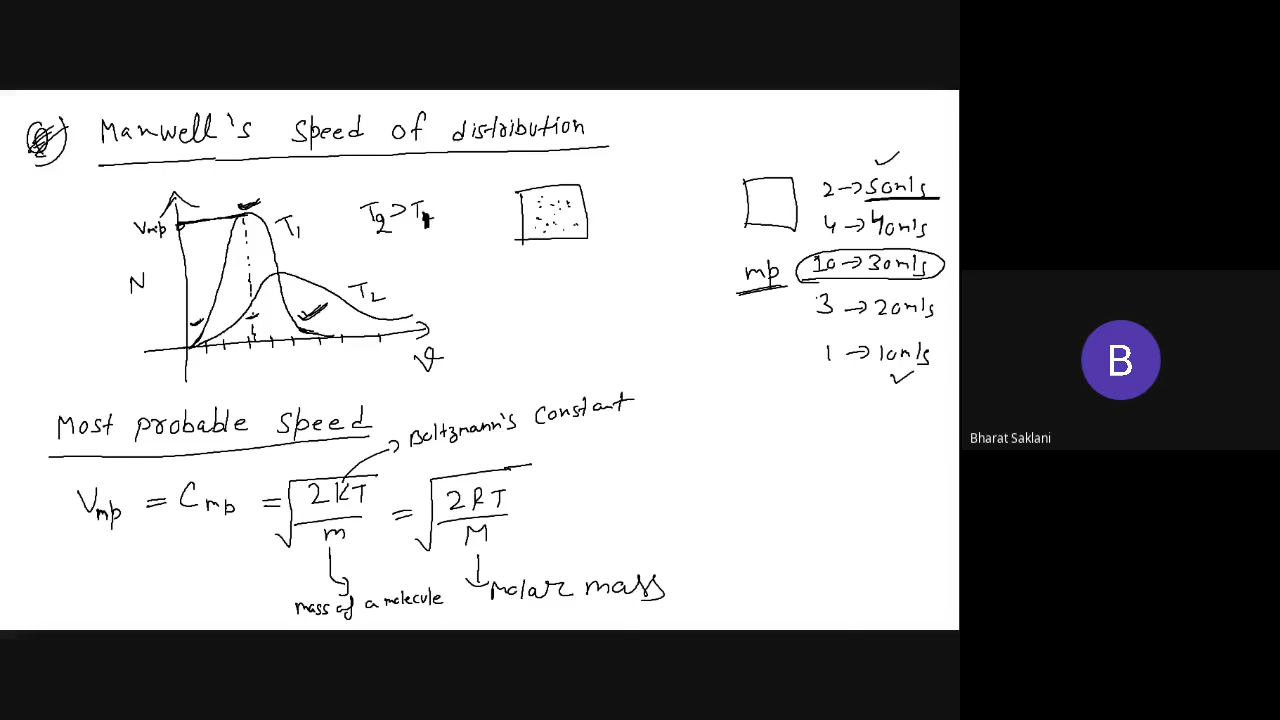 Maxwell's speed of distribution
Vmp
T1
T2 > T1
N
T2
v
2 → 50m/s
4 → 40m/s
mp 10 → 30m/s
3 → 20m/s
1 → 10m/s
Most probable speed
Boltzmann's constant
Vmp = Cmp = √(2KT/m) = √(2RT/M)
mass of a molecule
Molar mass
B
Bharat Saklani